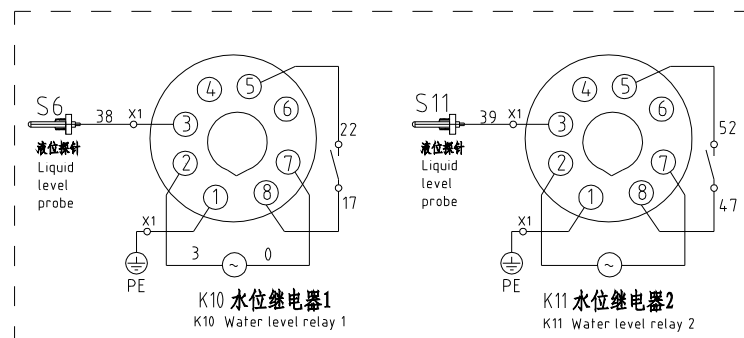 S6
38
X1
液位探针
Liquid
level
probe
4
5
3
6
2
7
1
8
22
17
X1
PE
3
0
~
K10 水位继电器1
K10 Water level relay 1
S11
39
X1
液位探针
Liquid
level
probe
4
5
3
6
2
7
1
8
52
47
X1
PE
~
K11 水位继电器2
K11 Water level relay 2